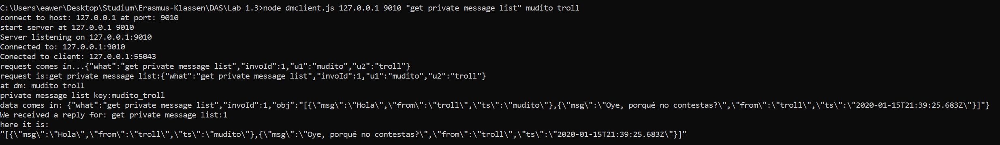 C:\Users\eawer\Desktop\Studium\Erasmus-Klassen\DAS\Lab 1.3>node dmclient.js 127.0.0.1 9010 "get private message list" mudito troll
connect to host: 127.0.0.1 at port: 9010
start server at 127.0.0.1 9010
Server listening on 127.0.0.1:9010
Connected to: 127.0.0.1:9010
Conected to client: 127.0.0.1:55043
request comes in...{"what":"get private message list","invoId":1,"u1":"mudito","u2":"troll"}
request is:get private message list:{"what":"get private message list","invoId":1,"u1":"mudito","u2":"troll"}
at dm: mudito troll
private message list key:mudito_troll
data comes in: {"what":"get private message list","invoId":1,"obj":"[{\"msg\":\"Hola\",\"from\":\"troll\",\"ts\":\"mudito\"},{\"msg\":\"Oye, porqué no contestas?\",\"from\":\"troll\",\"ts\":\"2020-01-15T21:39:25.683Z\"}]"}
We received a reply for: get private message list:1
here it is:
"[{\"msg\":\"Hola\",\"from\":\"troll\",\"ts\":\"mudito\"},{\"msg\":\"Oye, porqué no contestas?\",\"from\":\"troll\",\"ts\":\"2020-01-15T21:39:25.683Z\"}]"